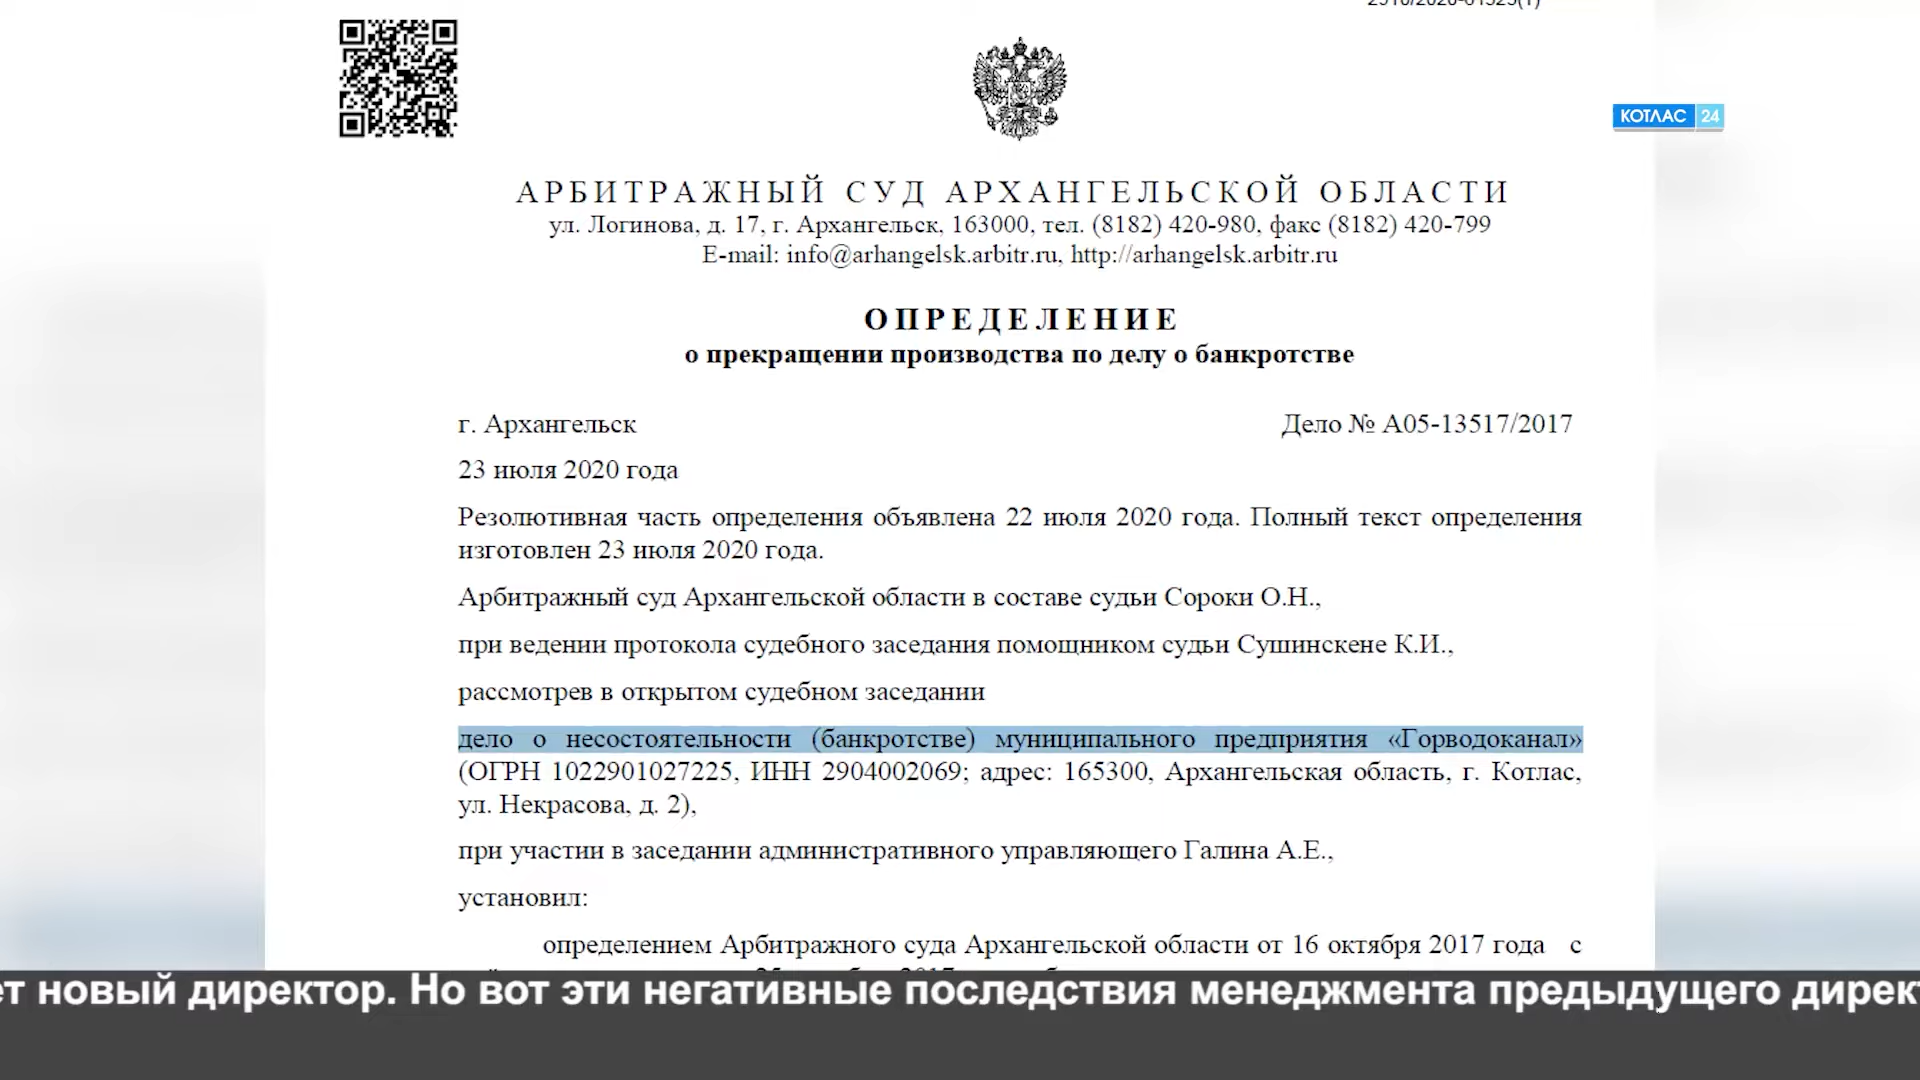 АРБИТРАЖНЫЙ СУД АРХАНГЕЛЬСКОЙ ОБЛАСТИ
КОТЛАС 24
ул. Логинова, д. 17, г. Архангельск, 163000, тел. (8182) 420-980, факс (8182) 420-799
E-mail: info@arhangelsk.arbitr.ru, http://arhangelsk.arbitr.ru
ОПРЕДЕЛЕНИЕ
о прекращении производства по делу о банкротстве
г. Архангельск Дело № А05-13517/2017
23 июля 2020 года
Резолютивная часть определения объявлена 22 июля 2020 года. Полный текст определения
изготовлен 23 июля 2020 года.
Арбитражный суд Архангельской области в составе судьи Сороки О.Н.,
при ведении протокола судебного заседания помощником судьи Сушинскене К.И.,
рассмотрев в открытом судебном заседании
дело о несостоятельности (банкротстве) муниципального предприятия «Горводоканал»
(ОГРН 1022901027225, ИНН 2904002069; адрес: 165300, Архангельская область, г. Котлас,
ул. Некрасова, д. 2),
при участии в заседании административного управляющего Галина А.Е.,
установил:
определением Арбитражного суда Архангельской области от 16 октября 2017 года с
ет новый директор. Но вот эти негативные последствия менеджмента предыдущего дирек